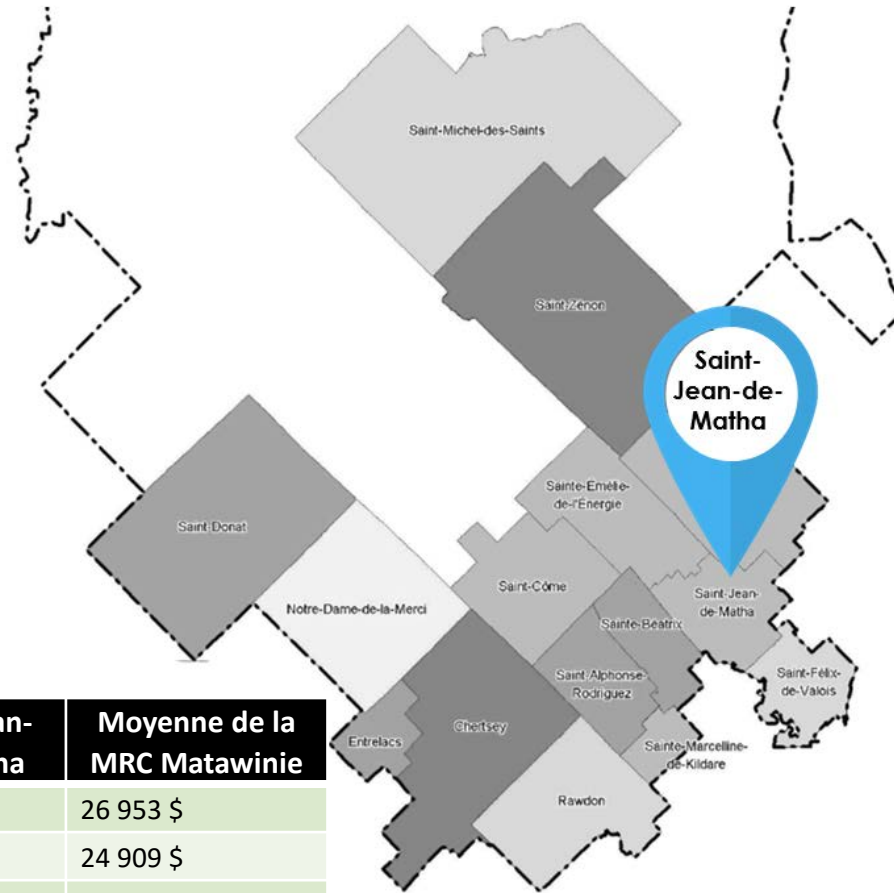 Saint-Michel-des-Saints
Saint-Zénon
Saint-
Jean-de-
Matha
Sainte-Émélie-
de-l'Énergie
Saint-Donat
Saint-Côme
Saint-Jean-
de-Matha
Notre-Dame-de-la-Merci
Sainte-Béatrix
Saint-Alphonse-
Rodriguez
Saint-Félix-
de-Valois
Entrelacs
Chertsey
Sainte-Marcelline-
de-Kildare
Rawdon
Moyenne de la
MRC Matawinie
26 953 $
24 909 $